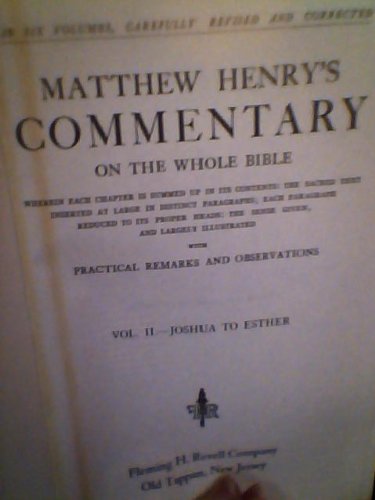 IN SIX VOLUMES, CAREFULLY REVISED AND CORRECTED
MATTHEW HENRY'S
COMMENTARY
ON THE WHOLE BIBLE
WHEREIN EACH CHAPTER IS SUMMED UP IN ITS CONTENTS: THE SACRED TEXT
INSERTED AT LARGE IN DISTINCT PARAGRAPHS; EACH PARAGRAPH
REDUCED TO ITS PROPER HEADS: THE SENSE GIVEN,
AND LARGELY ILLUSTRATED
WITH
PRACTICAL REMARKS AND OBSERVATIONS
VOL. II.—JOSHUA TO ESTHER
Fleming H. Revell Company
Old Tappan, New Jersey